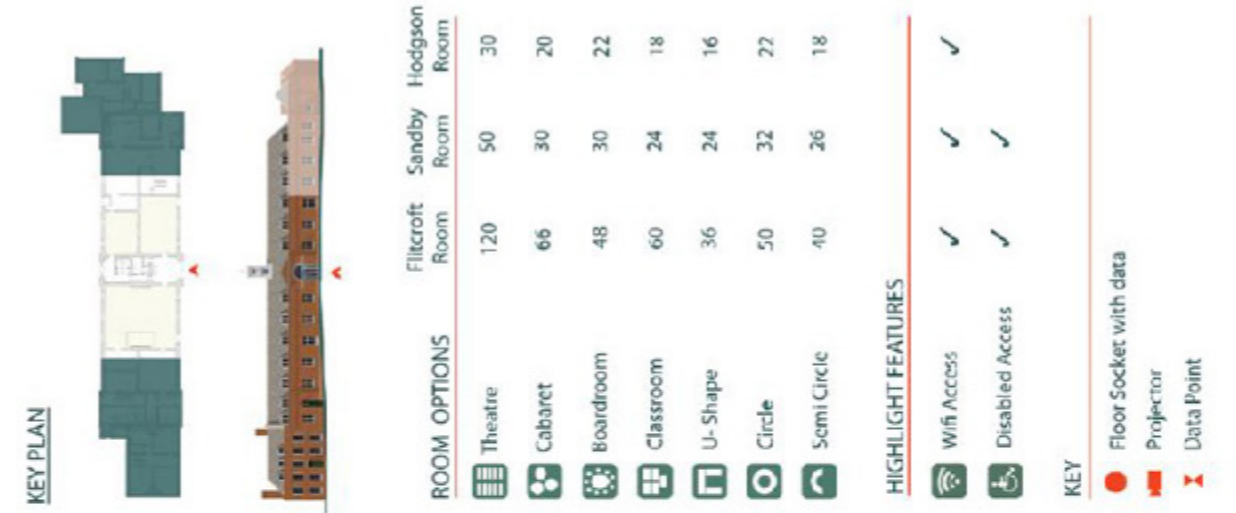 KEY PLAN
ROOM OPTIONS Flitcroft Room Sandby Room Hodgson Room
Theatre 120 50 30
Cabaret 66 30 20
Boardroom 48 30 22
Classroom 60 24 18
U- Shape 36 24 16
Circle 50 32 22
Semi Circle 40 26 18
HIGHLIGHT FEATURES
Wifi Access ✓ ✓ ✓
Disabled Access ✓ ✓
KEY
Floor Socket with data
Projector
Data Point